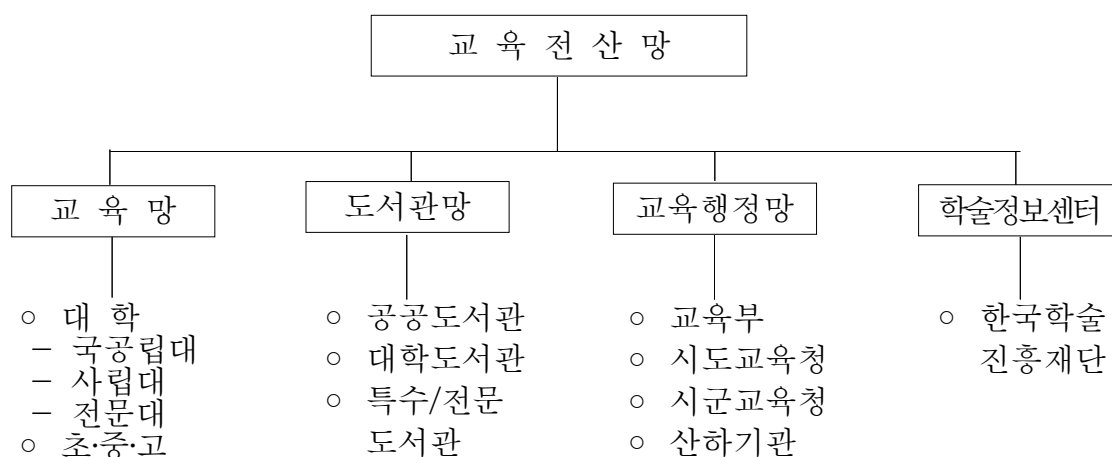 교 육 전 산 망
교 육 망
○ 대 학
- 국공립대
- 사립대
- 전문대
○ 초·중·고
도서관망
○ 공공도서관
○ 대학도서관
○ 특수/전문
도서관
교육행정망
○ 교육부
○ 시도교육청
○ 시군교육청
○ 산하기관
학술정보센터
○ 한국학술
진흥재단